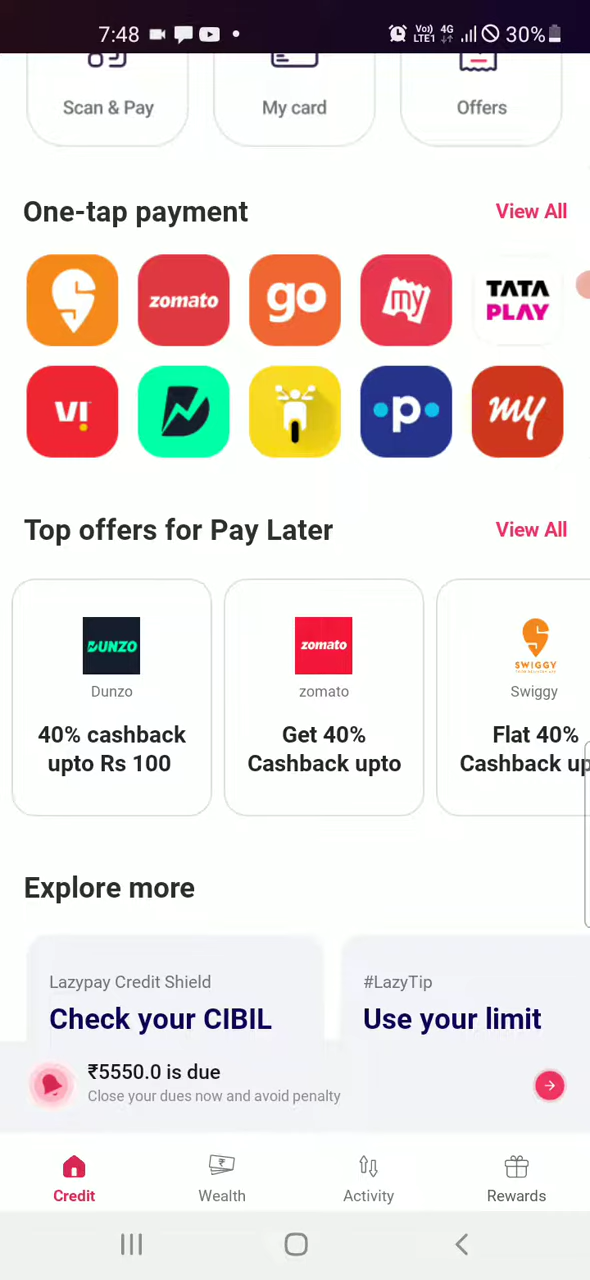 7:48
Vo) 4G
LTE1
30%
Scan & Pay My card Offers
One-tap payment View All
zomato go my TATA
PLAY
VI p my
Top offers for Pay Later View All
DUNZO zomato SWIGGY
Dunzo zomato Swiggy
40% cashback Get 40% Flat 40%
upto Rs 100 Cashback upto Cashback up
Explore more
Lazypay Credit Shield #LazyTip
Check your CIBIL Use your limit
₹5550.0 is due
Close your dues now and avoid penalty
Credit Wealth Activity Rewards